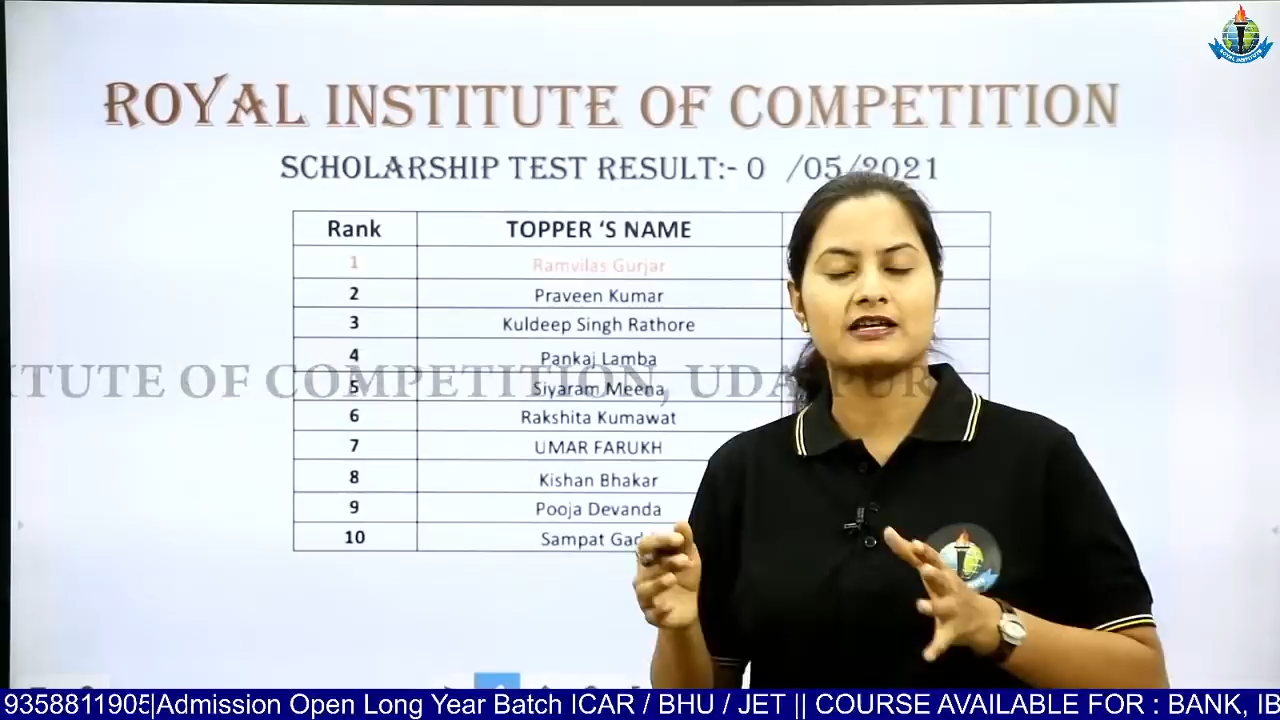 ROYAL INSTITUTE OF COMPETITION
SCHOLARSHIP TEST RESULT:- 0 /05/2021
Rank TOPPER ‘S NAME
1 Ramvilas Gurjar
2 Praveen Kumar
3 Kuldeep Singh Rathore
4 Pankaj Lamba
ITUTE OF COMPETITION, UDAIPUR
5 Siyaram Meena
6 Rakshita Kumawat
7 UMAR FARUKH
8 Kishan Bhakar
9 Pooja Devanda
10 Sampat Gad
9358811905|Admission Open Long Year Batch ICAR / BHU / JET || COURSE AVAILABLE FOR : BANK, IB